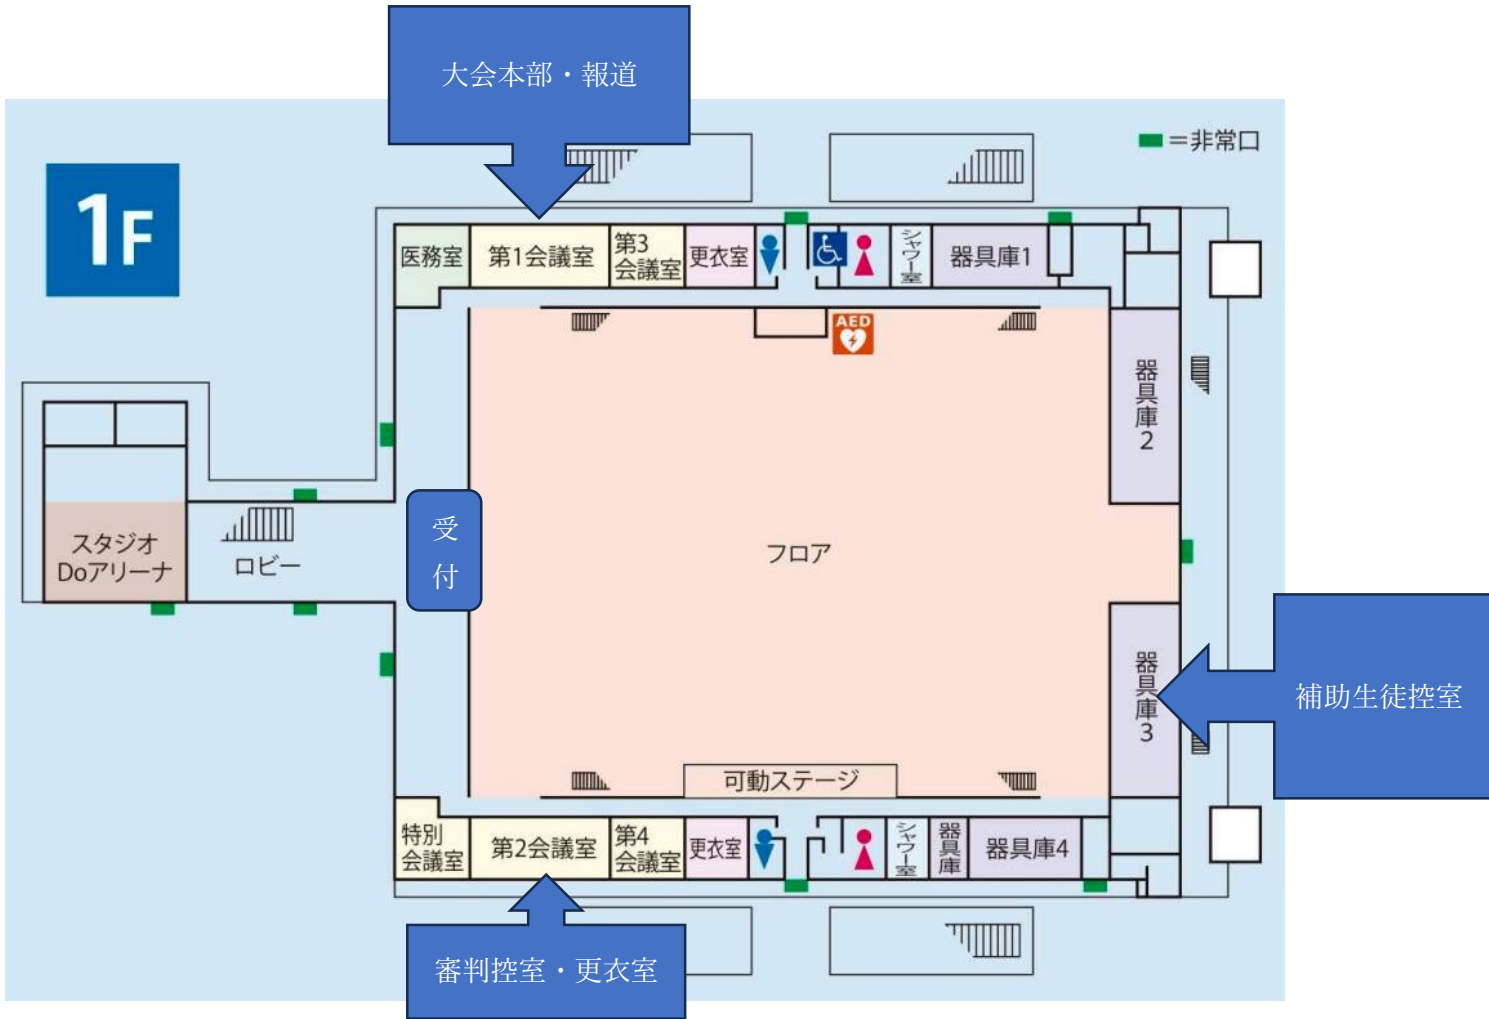 大会本部・報道
1F
=非常口
医務室
第1会議室
第3
会議室
更衣室
シャワー室
器具庫1
AED
器具庫2
スタジオ
Doアリーナ
ロビー
受
付
フロア
器具庫3
補助生徒控室
可動ステージ
特別
会議室
第2会議室
第4
会議室
更衣室
シャワー室
器具庫
器具庫4
審判控室・更衣室